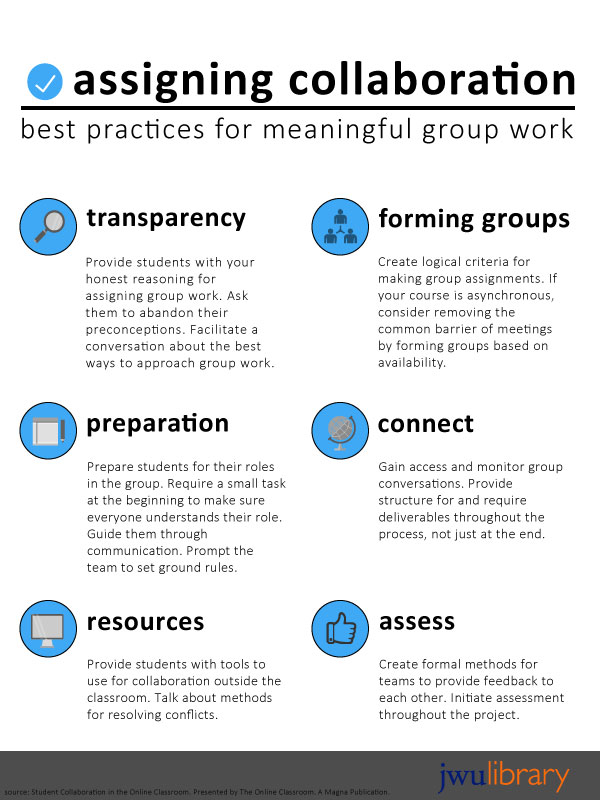 assigning collaboration
best practices for meaningful group work
transparency
Provide students with your
honest reasoning for
assigning group work. Ask
them to abandon their
preconceptions. Facilitate a
conversation about the best
ways to approach group work.
forming groups
Create logical criteria for
making group assignments. If
your course is asynchronous,
consider removing the
common barrier of meetings
by forming groups based on
availability.
preparation
Prepare students for their roles
in the group. Require a small task
at the beginning to make sure
everyone understands their role.
Guide them through
communication. Prompt the
team to set ground rules.
connect
Gain access and monitor group
conversations. Provide
structure for and require
deliverables throughout the
process, not just at the end.
resources
Provide students with tools to
use for collaboration outside the
classroom. Talk about methods
for resolving conflicts.
assess
Create formal methods for
teams to provide feedback to
each other. Initiate assessment
throughout the project.
jwulibrary
source: Student Collaboration in the Online Classroom. Presented by The Online Classroom. A Magna Publication.